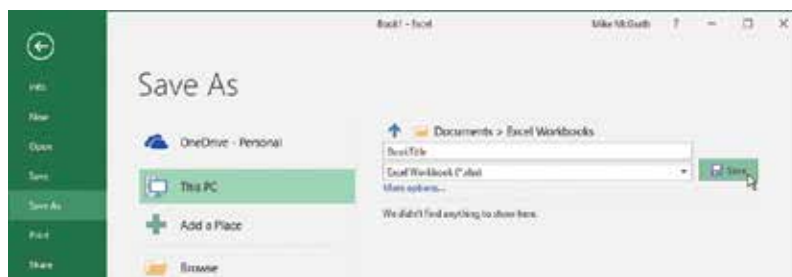 Book1 - Excel
Mike McGrath
?
Info
New
Open
Save
Save As
Print
Share
Save As
OneDrive - Personal
This PC
Add a Place
Browse
Documents > Excel Workbooks
BookTitle
Excel Workbook (*.xlsx)
More options...
Save
We didn't find anything to show here.